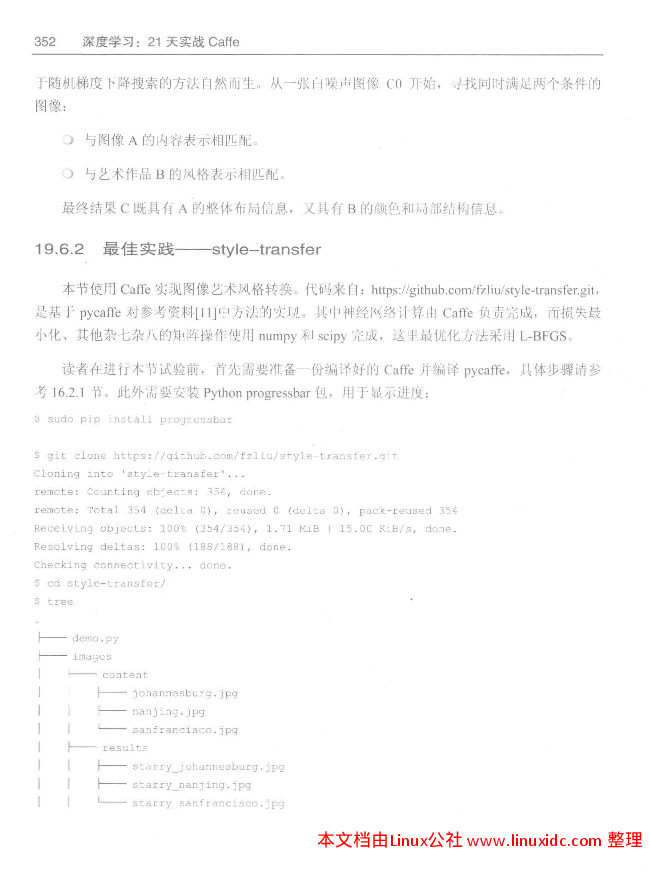 352 深度学习：21 天实战 Caffe
于随机梯度下降搜索的方法自然而生。从一张白噪声图像 C0 开始，寻找同时满足两个条件的
图像：
❍ 与图像 A 的内容表示相匹配。
❍ 与艺术作品 B 的风格表示相匹配。
最终结果 C 既具有 A 的整体布局信息，又具有 B 的颜色和局部结构信息。
19.6.2 最佳实践——style-transfer
本节使用 Caffe 实现图像艺术风格转换。代码来自：https://github.com/fzliu/style-transfer.git，
是基于 pycaffe 对参考资料[11]中方法的实现。其中神经网络计算由 Caffe 负责完成，而损失最
小化、其他杂七杂八的矩阵操作使用 numpy 和 scipy 完成，这里最优化方法采用 L-BFGS。
读者在进行本节试验前，首先需要准备一份编译好的 Caffe 并编译 pycaffe，具体步骤请参
考 16.2.1 节。此外需要安装 Python progressbar 包，用于显示进度：
$ sudo pip install progressbar
$ git clone https://github.com/fzliu/style-transfer.git
Cloning into 'style-transfer'...
remote: Counting objects: 354, done.
remote: Total 354 (delta 0), reused 0 (delta 0), pack-reused 354
Receiving objects: 100% (354/354), 1.71 MiB | 15.00 KiB/s, done.
Resolving deltas: 100% (188/188), done.
Checking connectivity... done.
$ cd style-transfer/
$ tree
.
├── demo.py
├── images
│ ├── content
│ │ ├── johannesburg.jpg
│ │ ├── nanjing.jpg
│ │ └── sanfrancisco.jpg
│ ├── results
│ │ ├── starry_johannesburg.jpg
│ │ ├── starry_nanjing.jpg
│ │ └── starry_sanfrancisco.jpg
本文档由Linux公社 www.linuxidc.com 整理